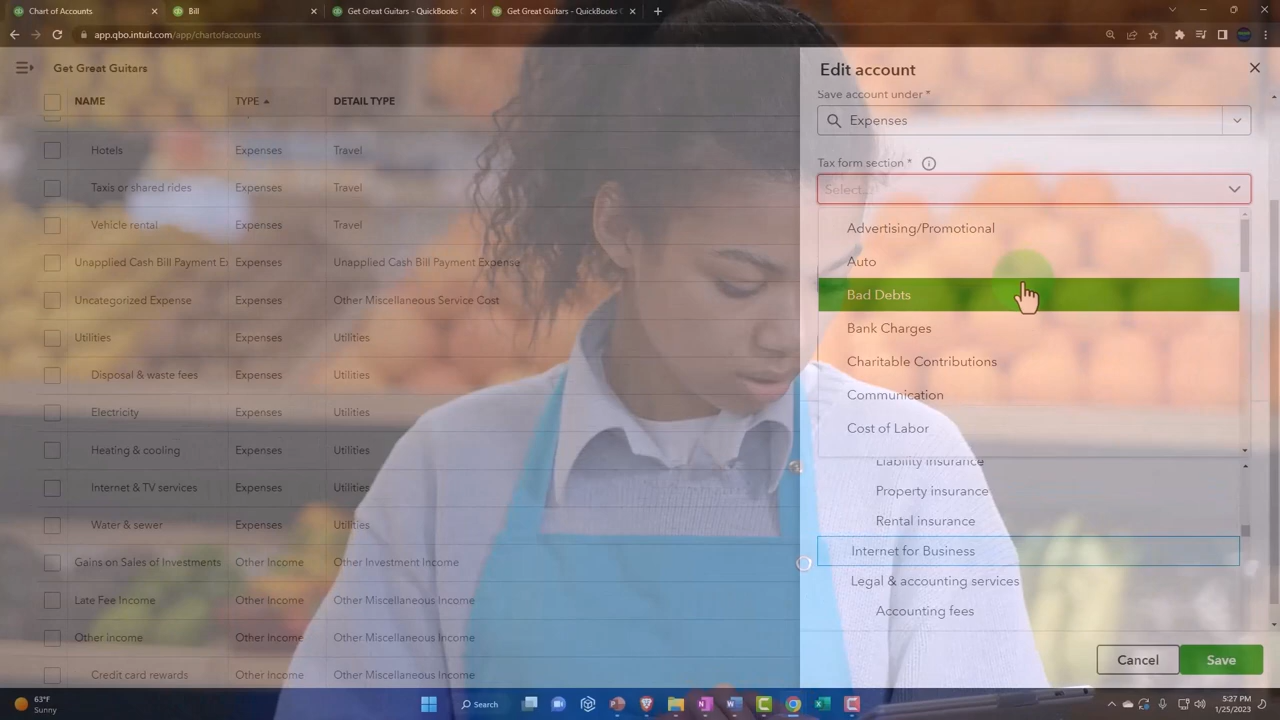 Chart of Accounts
Bill
Get Great Guitars - QuickBooks
Get Great Guitars - QuickBooks
app.qbo.intuit.com/app/chartofaccounts
Get Great Guitars
NAME TYPE DETAIL TYPE
Hotels Expenses Travel
Taxis or shared rides Expenses Travel
Vehicle rental Expenses Travel
Unapplied Cash Bill Payment Expenses Unapplied Cash Bill Payment Expense
Uncategorized Expense Expenses Other Miscellaneous Service Cost
Utilities Expenses Utilities
Disposal & waste fees Expenses Utilities
Electricity Expenses Utilities
Heating & cooling Expenses Utilities
Internet & TV services Expenses Utilities
Water & sewer Expenses Utilities
Gains on Sales of Investments Other Income Other Investment Income
Late Fee Income Other Income Other Miscellaneous Income
Other income Other Income Other Miscellaneous Income
Credit card rewards Other Income Other Miscellaneous Income
Edit account
Save account under *
Expenses
Tax form section *
Select...
Advertising/Promotional
Auto
Bad Debts
Bank Charges
Charitable Contributions
Communication
Cost of Labor
Liability insurance
Property insurance
Rental insurance
Internet for Business
Legal & accounting services
Accounting fees
Cancel Save
63°F
Sunny
Search
5:27 PM
1/25/2023